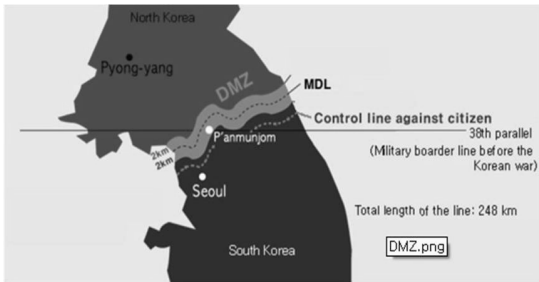 North Korea
Pyong-yang
DMZ
MDL
Control line against citizen
P'anmunjom
38th parallel
(Military boarder line before the
Korean war)
2km
2km
Seoul
Total length of the line: 248 km
South Korea
DMZ.png